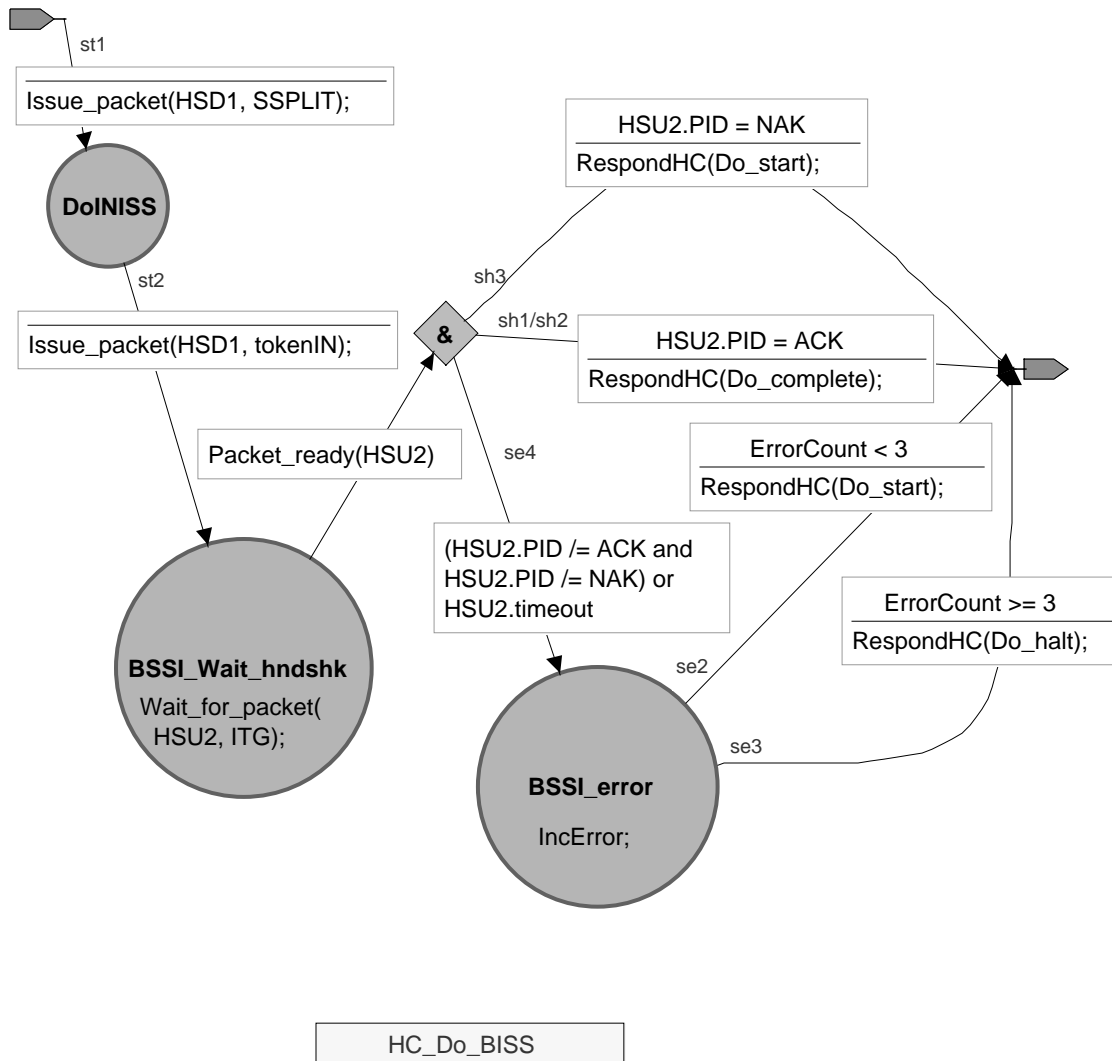 st1
Issue_packet(HSD1, SSPLIT);
DoINISS
st2
Issue_packet(HSD1, tokenIN);
HSU2.PID = NAK
RespondHC(Do_start);
sh3
&
sh1/sh2
HSU2.PID = ACK
RespondHC(Do_complete);
Packet_ready(HSU2)
se4
ErrorCount < 3
RespondHC(Do_start);
(HSU2.PID /= ACK and
HSU2.PID /= NAK) or
HSU2.timeout
ErrorCount >= 3
RespondHC(Do_halt);
BSSI_Wait_hndshk
Wait_for_packet(
HSU2, ITG);
se2
se3
BSSI_error
IncError;
HC_Do_BISS